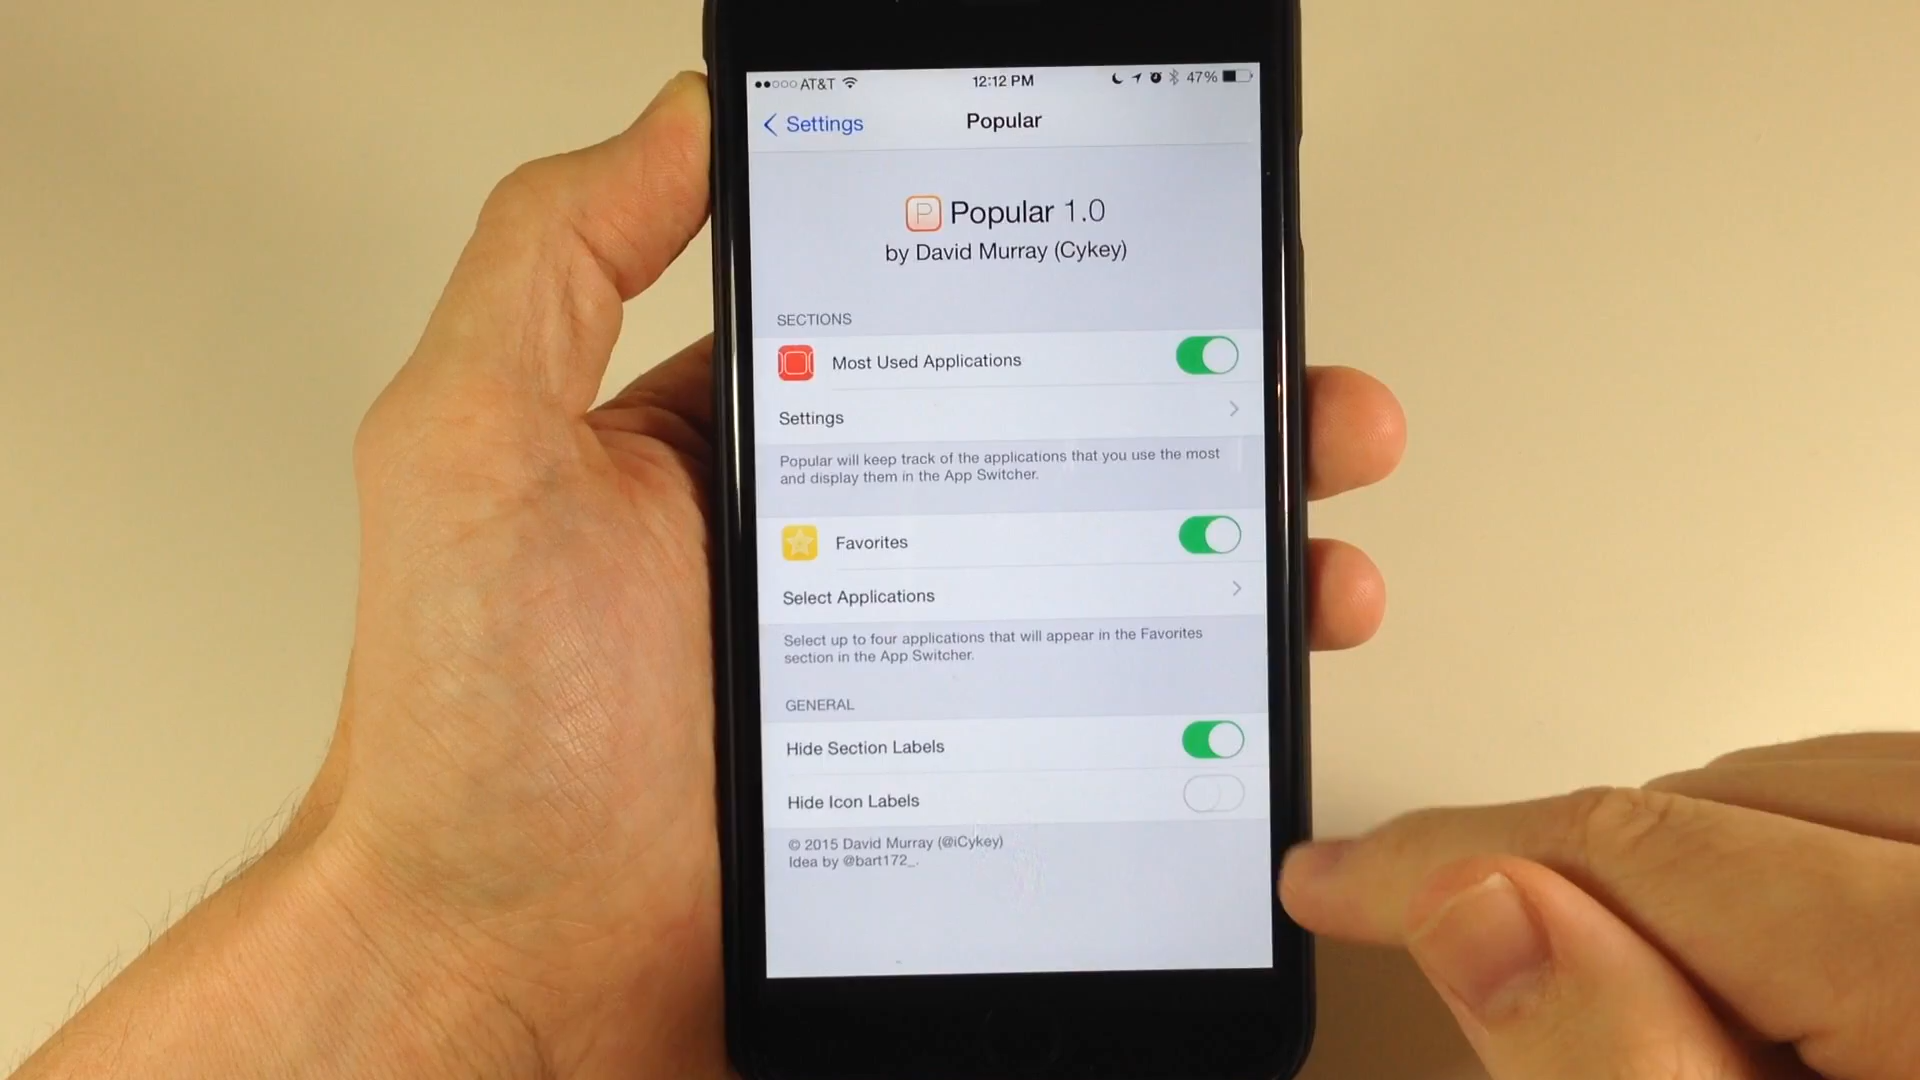 AT&T 12:12 PM 47%
Settings Popular
P Popular 1.0
by David Murray (Cykey)
SECTIONS
Most Used Applications
Settings
Popular will keep track of the applications that you use the most
and display them in the App Switcher.
Favorites
Select Applications
Select up to four applications that will appear in the Favorites
section in the App Switcher.
GENERAL
Hide Section Labels
Hide Icon Labels
© 2015 David Murray (@iCykey)
Idea by @bart172_.